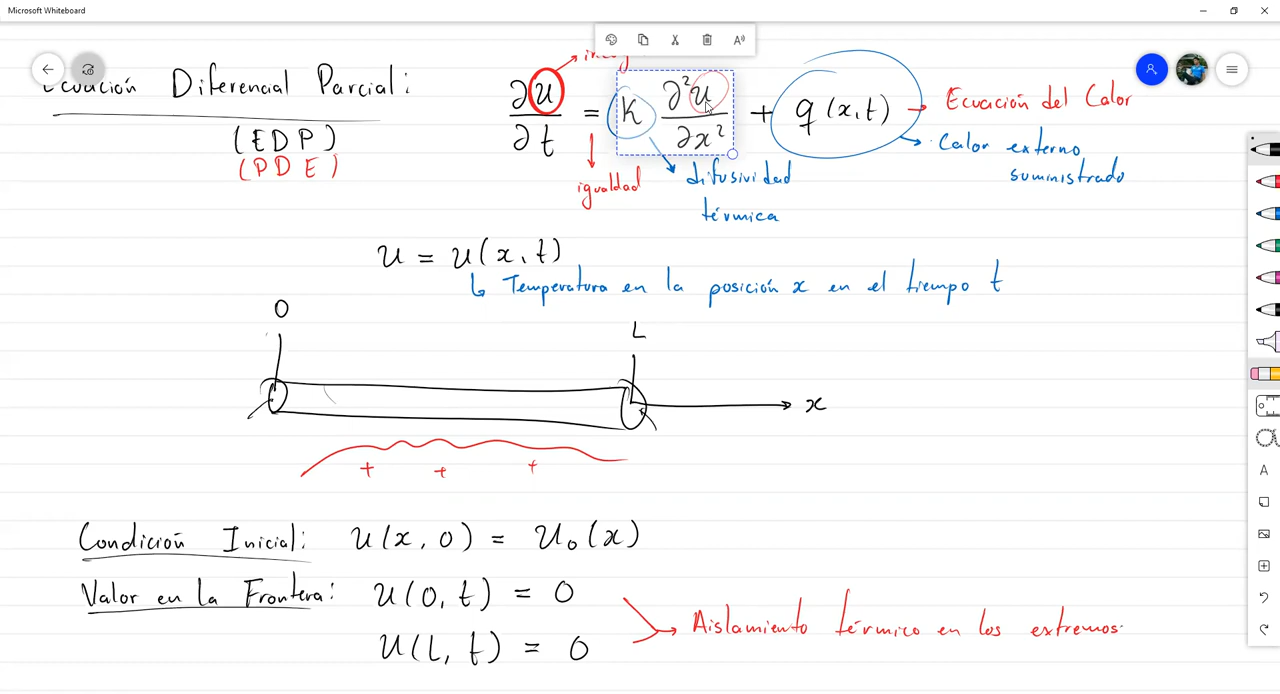 Microsoft Whiteboard
Ecuación Diferencial Parcial:
(EDP)
(PDE)
∂u/∂t = K ∂²u/∂x² + q(x,t) → Ecuación del Calor
igualdad
difusividad
térmica
Calor externo
suministrado
u = u(x,t)
↳ Temperatura en la posición x en el tiempo t
0
L
x
+ + +
Condición Inicial: u(x,0) = u₀(x)
Valor en la Frontera: u(0,t) = 0
u(L,t) = 0
→ Aislamiento térmico en los extremos.
A